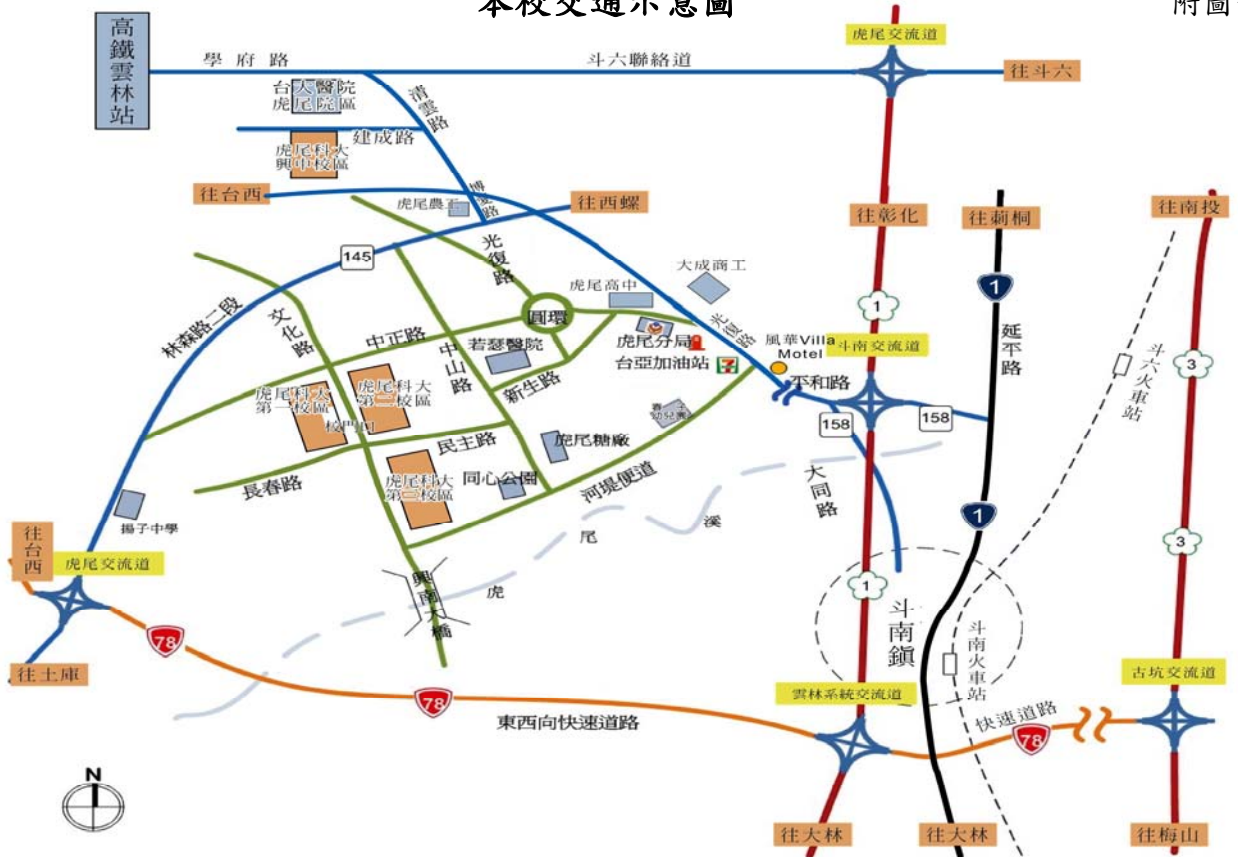 本校交通示意圖
附圖
高鐵雲林站
學府路
斗六聯絡道
虎尾交流道
往斗六
台大醫院
虎尾院區
清雲路
建成路
虎尾科大
興中校區
往台西
虎尾農工
博愛路
往西螺
往彰化
往莿桐
往南投
145
光復路
大成商工
虎尾高中
1
1
延平路
斗六火車站
3
林森路二段
文化路
中正路
中山路
圓環
若瑟醫院
新生路
虎尾分局
台亞加油站
光復路
風華Villa
Motel
斗南交流道
平和路
158
158
虎尾科大
第一校區
校門口
虎尾科大
第二校區
幼兒園
民主路
虎尾糖廠
長春路
虎尾科大
第三校區
同心公園
河堤便道
大同路
揚子中學
虎尾溪
1
3
往台西
虎尾交流道
興南大橋
1
斗南鎮
斗南火車站
往土庫
78
78
東西向快速道路
雲林系統交流道
快速道路
78
古坑交流道
N
往大林
往大林
往梅山